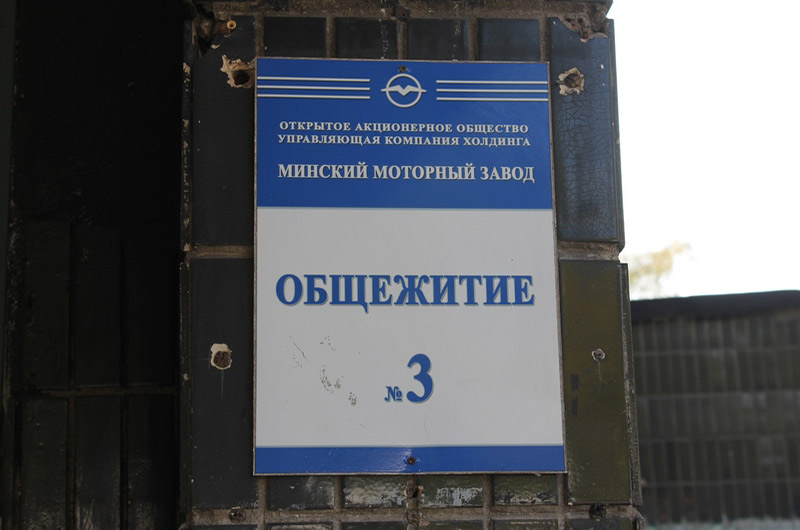 ОТКРЫТОЕ АКЦИОНЕРНОЕ ОБЩЕСТВО
УПРАВЛЯЮЩАЯ КОМПАНИЯ ХОЛДИНГА
МИНСКИЙ МОТОРНЫЙ ЗАВОД
ОБЩЕЖИТИЕ
№ 3